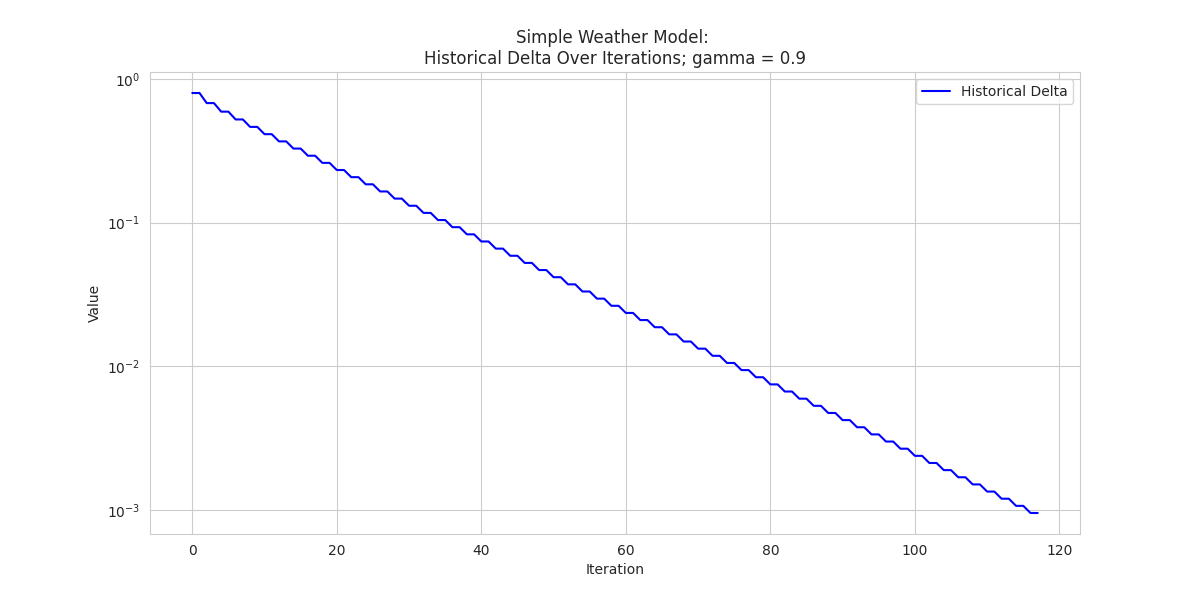 Simple Weather Model:
Historical Delta Over Iterations; gamma = 0.9
Historical Delta
10⁰
10⁻¹
10⁻²
10⁻³
Value
0 20 40 60 80 100 120
Iteration